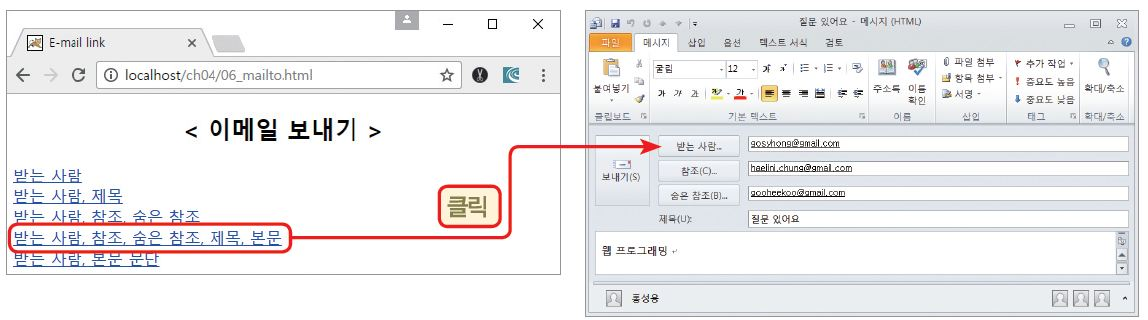 E-mail link
localhost/ch04/06_mailto.html
< 이메일 보내기 >
받는 사람
받는 사람, 제목
받는 사람, 참조, 숨은 참조
받는 사람, 참조, 숨은 참조, 제목, 본문
받는 사람, 본문 문단
클릭
질문 있어요 - 메시지 (HTML)
파일 메시지 삽입 옵션 텍스트 서식 검토
붙여넣기
클립보드
굴림 12
가 가 가
기본 텍스트
주소록 이름 확인
이름
파일 첨부
항목 첨부
서명
삽입
추가 작업
중요도 높음
중요도 낮음
태그
확대/축소
확대/축소
보내기(S)
받는 사람... gosyhong@gmail.com
참조(C)... haelini.chung@gmail.com
숨은 참조(B)... gooheekoo@gmail.com
제목(U): 질문 있어요
웹 프로그래밍
홍성용